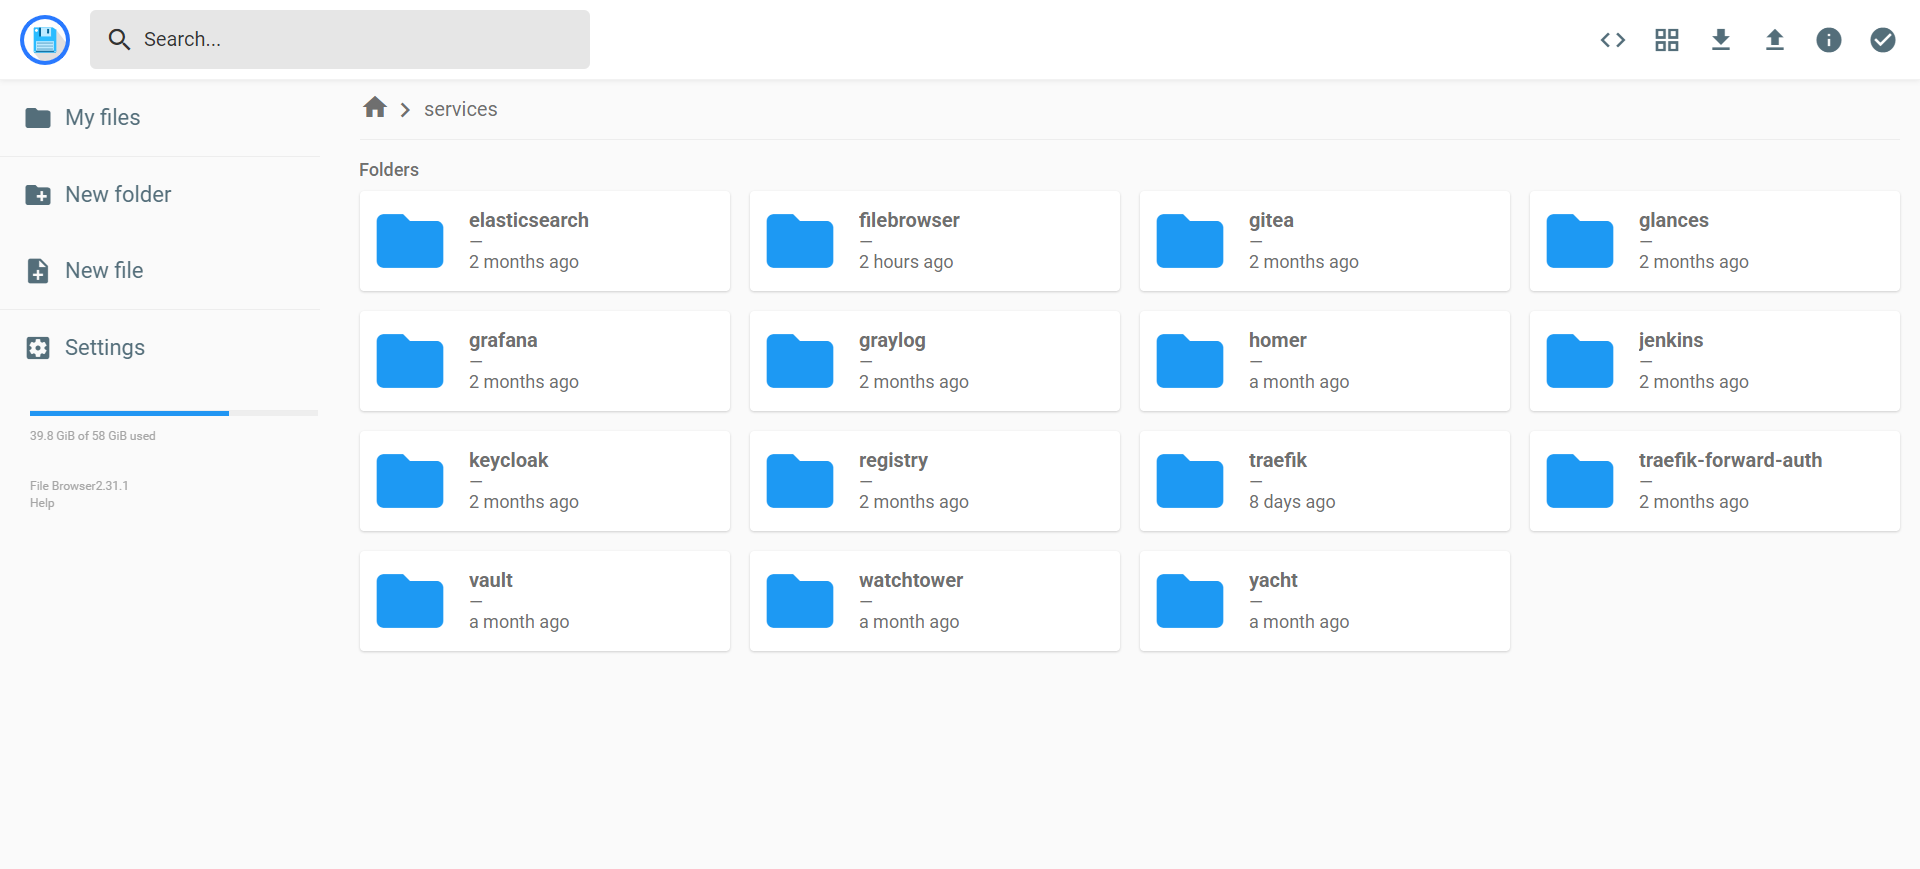 Search...
My files
New folder
New file
Settings
39.8 GiB of 58 GiB used
File Browser2.31.1
Help
services
Folders
elasticsearch
—
2 months ago
filebrowser
—
2 hours ago
gitea
—
2 months ago
glances
—
2 months ago
grafana
—
2 months ago
graylog
—
2 months ago
homer
—
a month ago
jenkins
—
2 months ago
keycloak
—
2 months ago
registry
—
2 months ago
traefik
—
8 days ago
traefik-forward-auth
—
2 months ago
vault
—
a month ago
watchtower
—
a month ago
yacht
—
a month ago